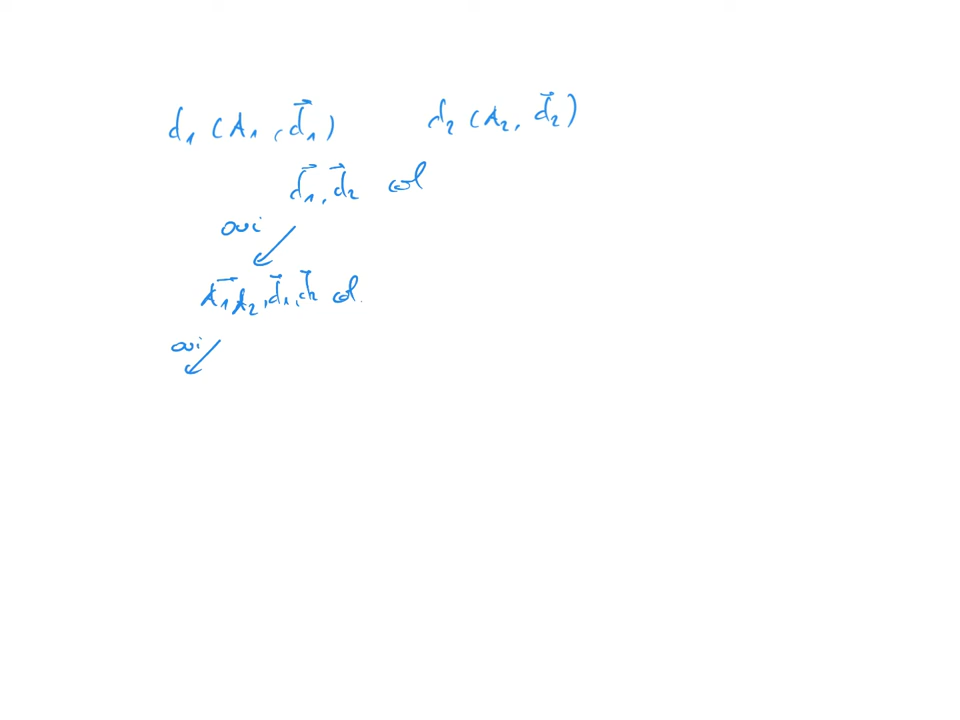 d₁ (A₁, d⃗₁) d₂ (A₂, d⃗₂)
d⃗₁, d⃗₂ col
oui
A₁A₂⃗, d⃗₁, d⃗₂ col.
oui